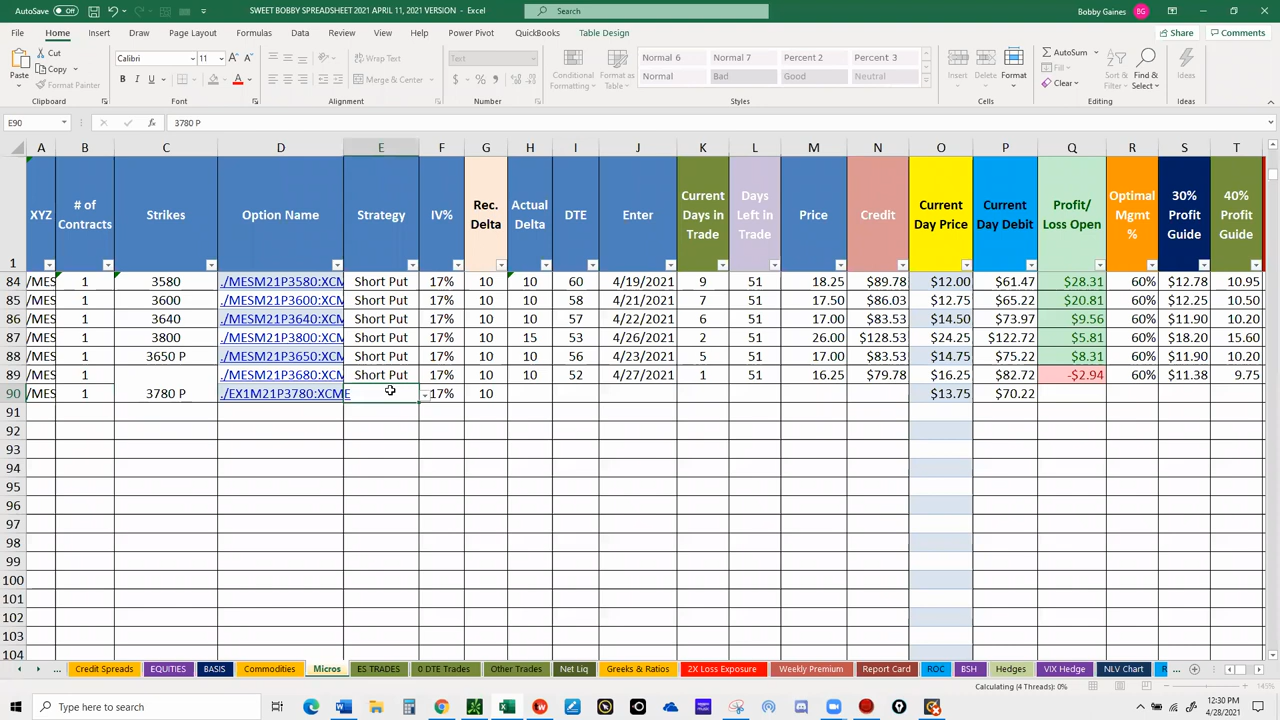 SWEET BOBBY SPREADSHEET 2021 APRIL 11, 2021 VERSION - Excel
Search
Bobby Gaines BG
File Home Insert Draw Page Layout Formulas Data Review View Help Power Pivot QuickBooks Table Design Share Comments
Paste Cut Copy Format Painter Clipboard
Calibri 11 B I U Font
Wrap Text Merge & Center Alignment
Text $ % Number
Conditional Formatting Format as Table
Normal 6 Normal 7 Percent 2 Percent 3
Normal Bad Good Neutral
Styles
Insert Delete Format Cells
AutoSum Fill Clear Sort & Filter Find & Select Editing
Ideas Ideas
E90 fx 3780 P
A B C D E F G H I J K L M N O P Q R S T
1 XYZ # of Contracts Strikes Option Name Strategy IV% Rec. Delta Actual Delta DTE Enter Current Days in Trade Days Left in Trade Price Credit Current Day Price Current Day Debit Profit/ Loss Open Optimal Mgmt % 30% Profit Guide 40% Profit Guide
84 /MES 1 3580 ./MESM21P3580:XCM Short Put 17% 10 10 60 4/19/2021 9 51 18.25 $89.78 $12.00 $61.47 $28.31 60% $12.78 10.95
85 /MES 1 3600 ./MESM21P3600:XCM Short Put 17% 10 10 58 4/21/2021 7 51 17.50 $86.03 $12.75 $65.22 $20.81 60% $12.25 10.50
86 /MES 1 3640 ./MESM21P3640:XCM Short Put 17% 10 10 57 4/22/2021 6 51 17.00 $83.53 $14.50 $73.97 $9.56 60% $11.90 10.20
87 /MES 1 3800 ./MESM21P3800:XCM Short Put 17% 10 15 53 4/26/2021 2 51 26.00 $128.53 $24.25 $122.72 $5.81 60% $18.20 15.60
88 /MES 1 3650 P ./MESM21P3650:XCM Short Put 17% 10 10 56 4/23/2021 5 51 17.00 $83.53 $14.75 $75.22 $8.31 60% $11.90 10.20
89 /MES 1 ./MESM21P3680:XCM Short Put 17% 10 10 52 4/27/2021 1 51 16.25 $79.78 $16.25 $82.72 -$2.94 60% $11.38 9.75
90 /MES 1 3780 P ./EX1M21P3780:XCME 17% 10 $13.75 $70.22
91
92
93
94
95
96
97
98
99
100
101
102
103
104
... Credit Spreads EQUITIES BASIS Commodities Micros ES TRADES 0 DTE Trades Other Trades Net Liq Greeks & Ratios 2X Loss Exposure Weekly Premium Report Card ROC BSH Hedges VIX Hedge NLV Chart R ...
Calculating (4 Threads): 0% 145%
Type here to search
12:30 PM
4/28/2021